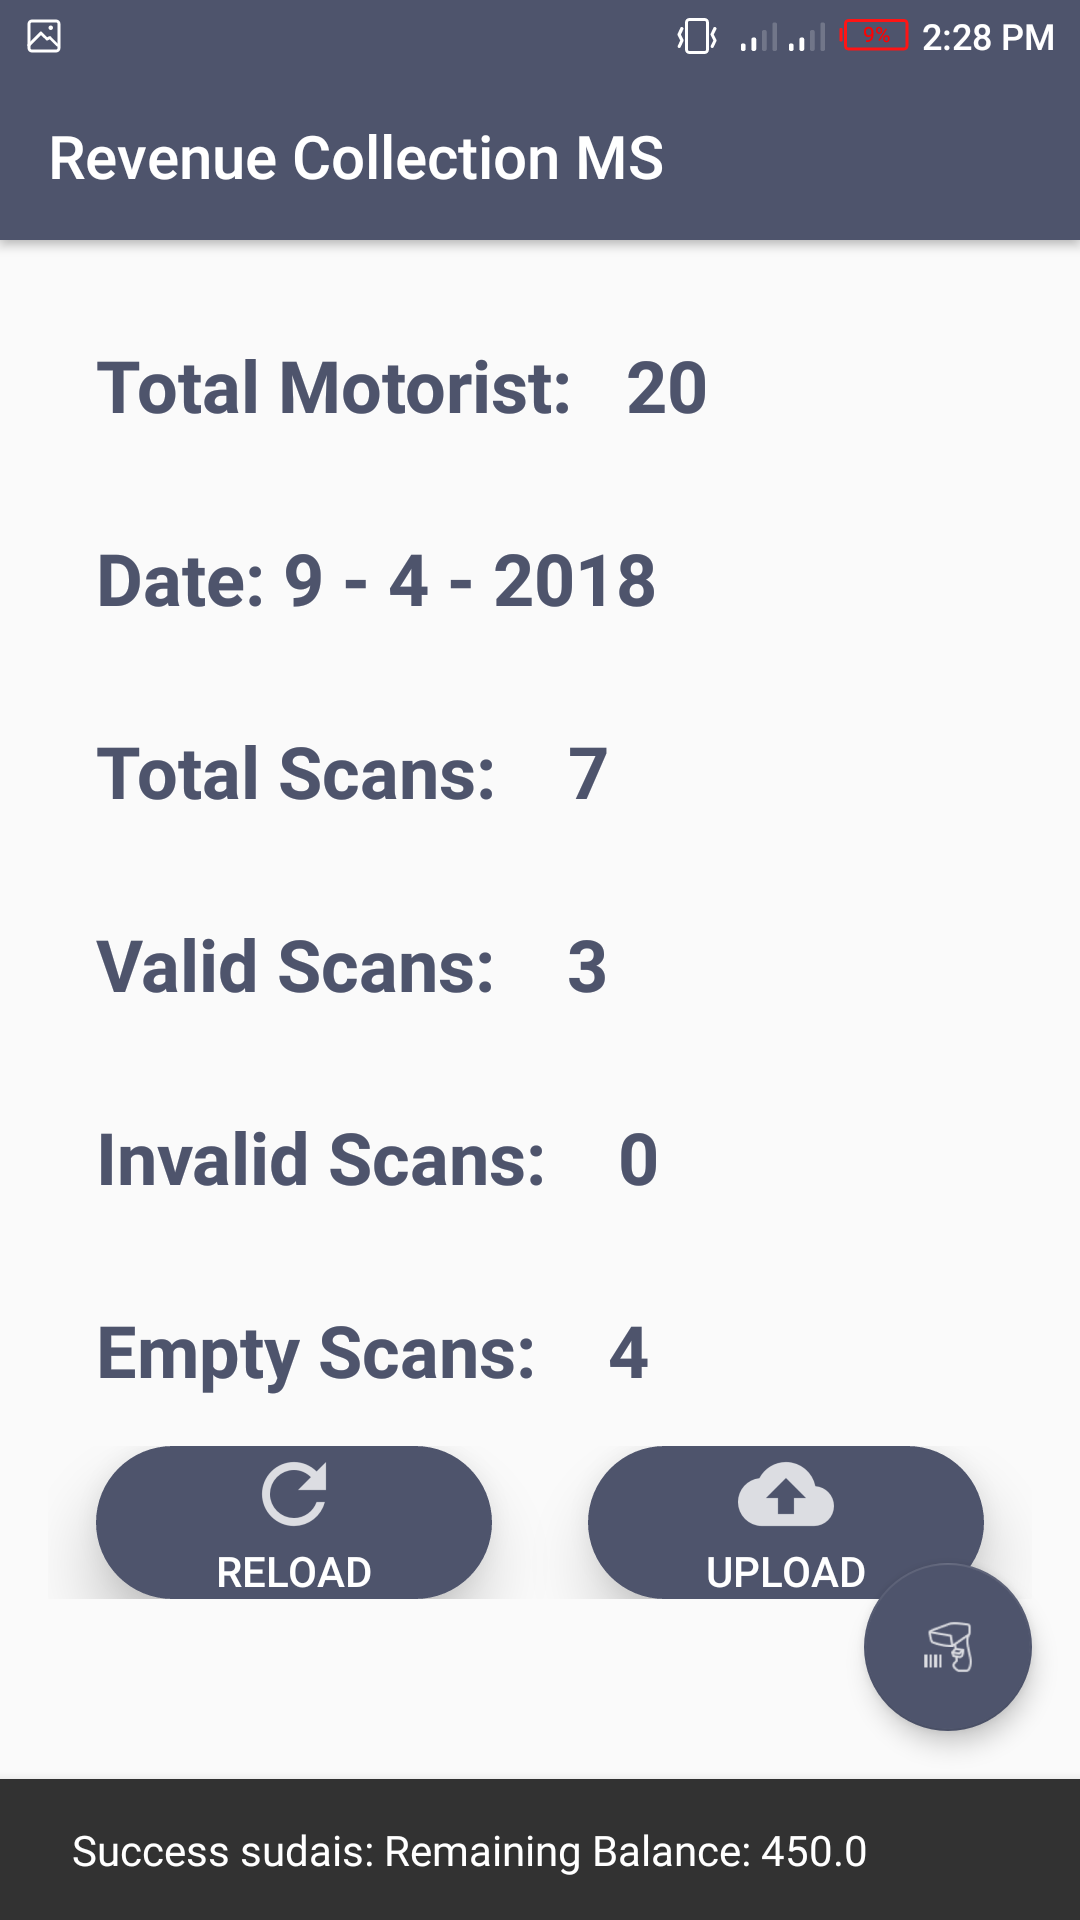 9% 2:28 PM
Revenue Collection MS
Total Motorist: 20
Date: 9 - 4 - 2018
Total Scans: 7
Valid Scans: 3
Invalid Scans: 0
Empty Scans: 4
RELOAD UPLOAD
Success sudais: Remaining Balance: 450.0